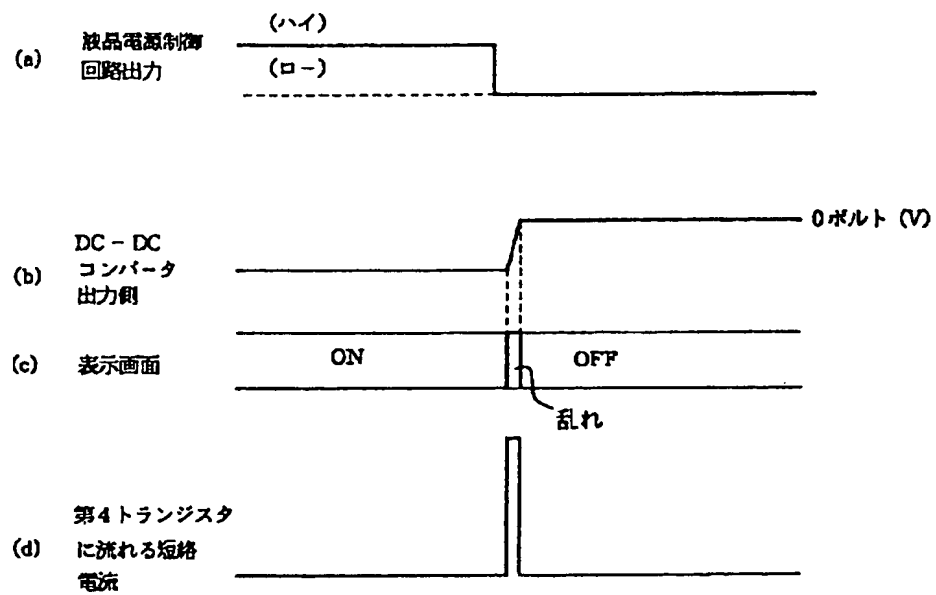 (a) 液晶電源制御
回路出力
(ハイ)
(ロー)
(b) DC－DC
コンバータ
出力側
0ボルト (V)
(c) 表示画面
ON
OFF
乱れ
(d) 第4トランジスタ
に流れる短絡
電流